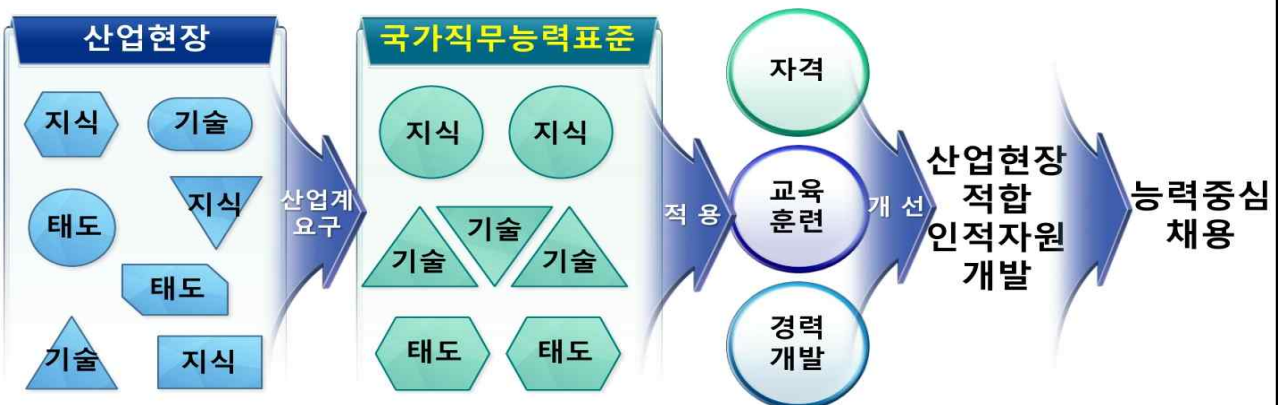 산업현장
지식
기술
태도
지식
태도
기술
지식
산업계
요구
국가직무능력표준
지식
지식
기술
기술
기술
태도
태도
적 용
자격
교육
훈련
경력
개발
개 선
산업현장
적합
인적자원
개발
능력중심
채용